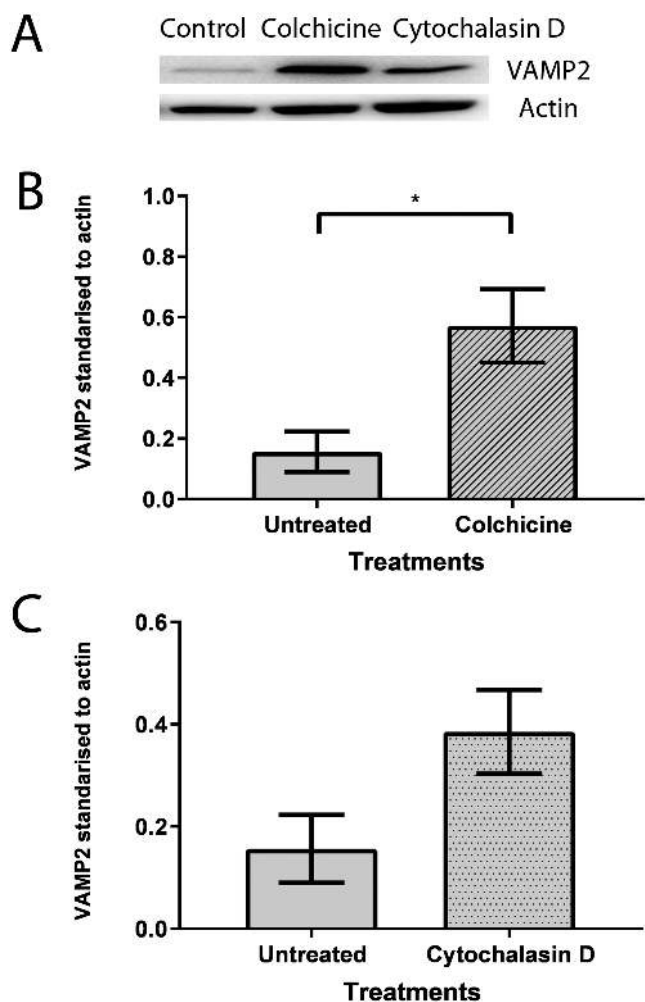 A
Control Colchicine Cytochalasin D
VAMP2
Actin
B
VAMP2 standarised to actin
1.0
0.8
0.6
0.4
0.2
0.0
*
Untreated Colchicine
Treatments
C
VAMP2 standarised to actin
0.6
0.4
0.2
0.0
Untreated Cytochalasin D
Treatments